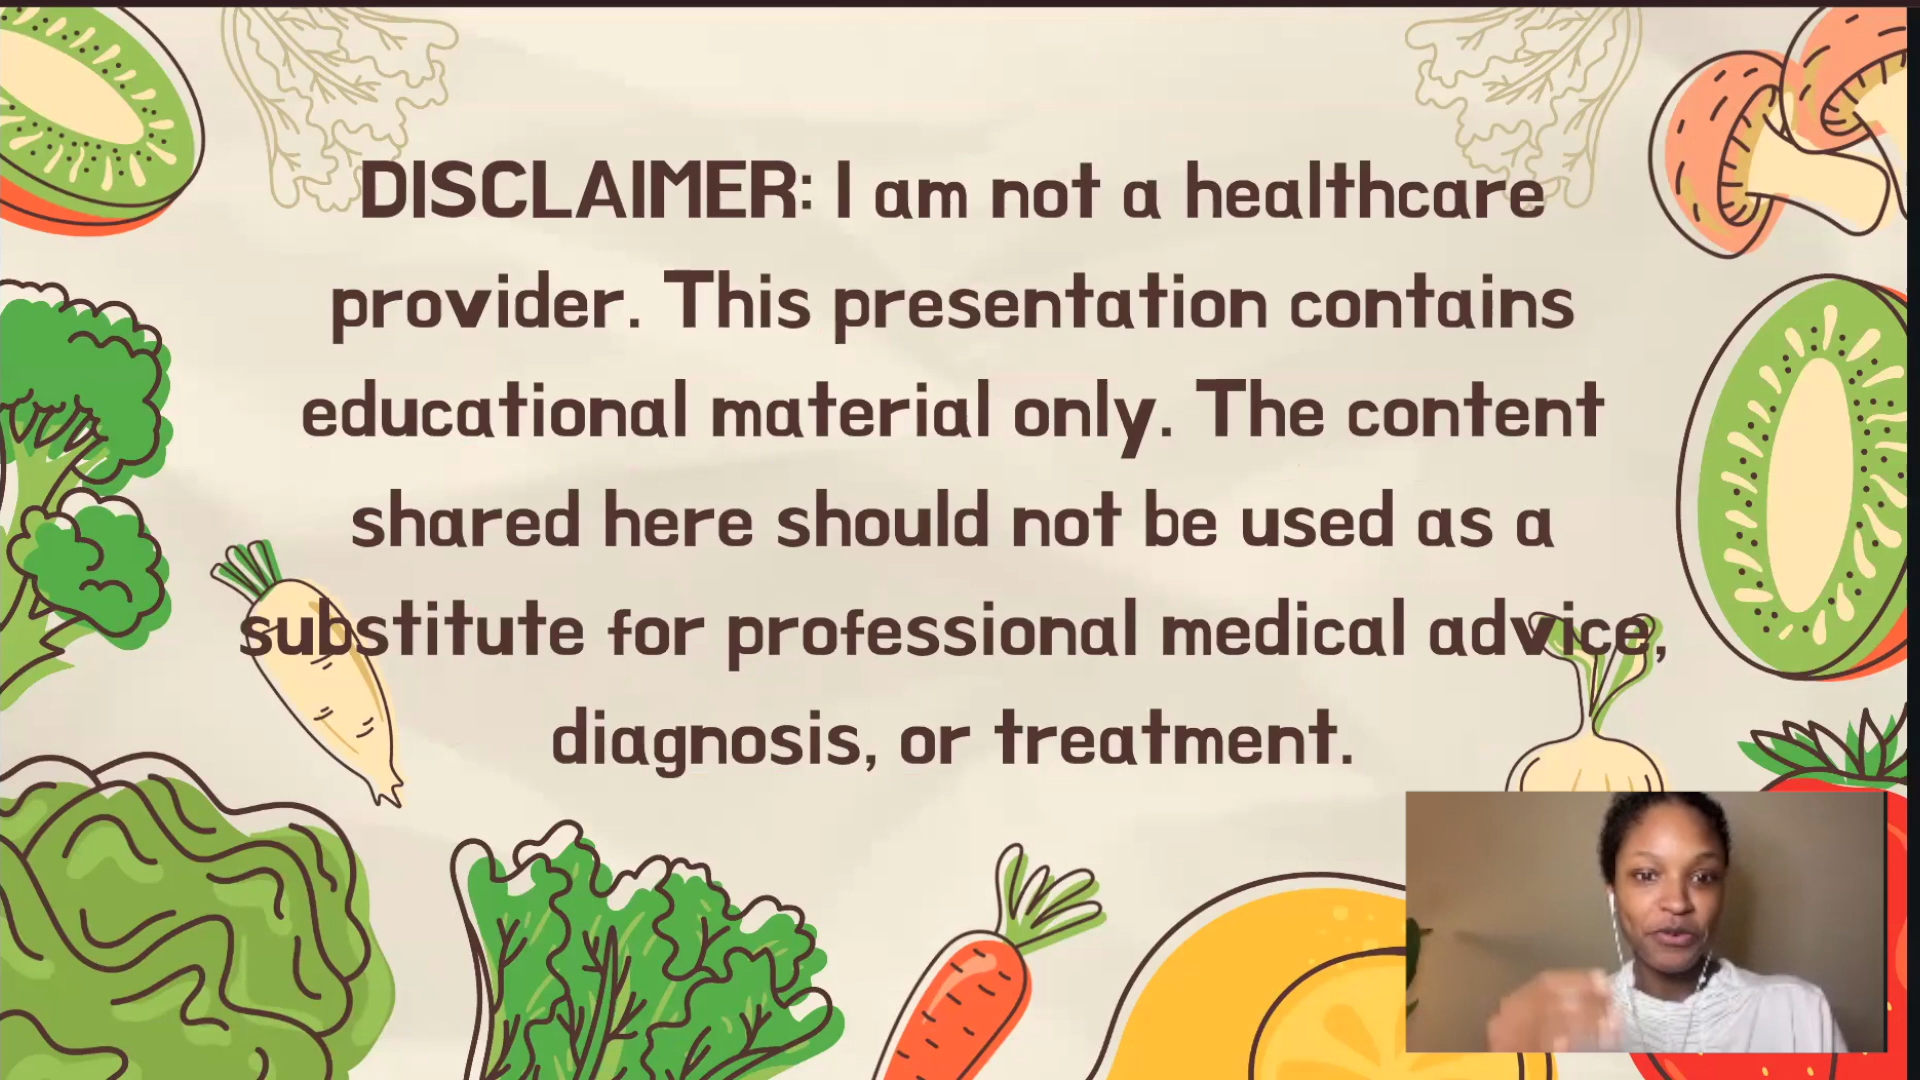 DISCLAIMER: I am not a healthcare
provider. This presentation contains
educational material only. The content
shared here should not be used as a
substitute for professional medical advice,
diagnosis, or treatment.